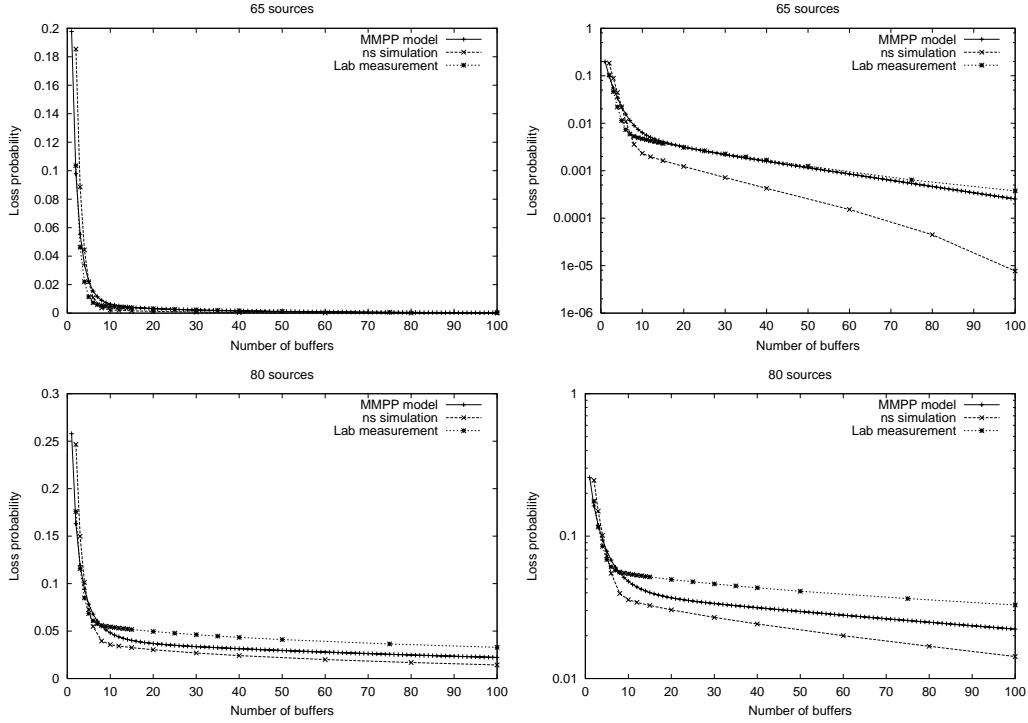 65 sources
0.2
0.18
0.16
0.14
0.12
0.1
0.08
0.06
0.04
0.02
0
0 10 20 30 40 50 60 70 80 90 100
Loss probability
Number of buffers
MMPP model
ns simulation
Lab measurement
65 sources
1
0.1
0.01
0.001
0.0001
1e-05
1e-06
0 10 20 30 40 50 60 70 80 90 100
Loss probability
Number of buffers
MMPP model
ns simulation
Lab measurement
80 sources
0.3
0.25
0.2
0.15
0.1
0.05
0
0 10 20 30 40 50 60 70 80 90 100
Loss probability
Number of buffers
MMPP model
ns simulation
Lab measurement
80 sources
1
0.1
0.01
0 10 20 30 40 50 60 70 80 90 100
Loss probability
Number of buffers
MMPP model
ns simulation
Lab measurement